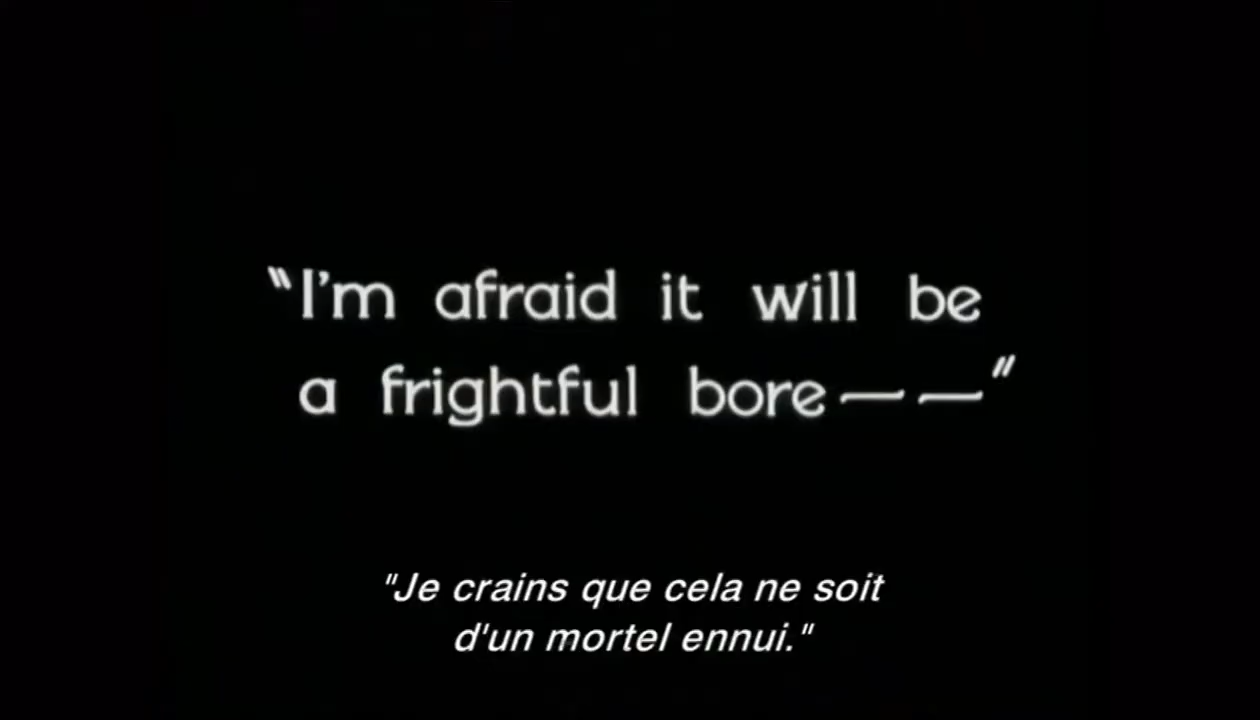 "I'm afraid it will be
a frightful bore — —"
"Je crains que cela ne soit
d'un mortel ennui."